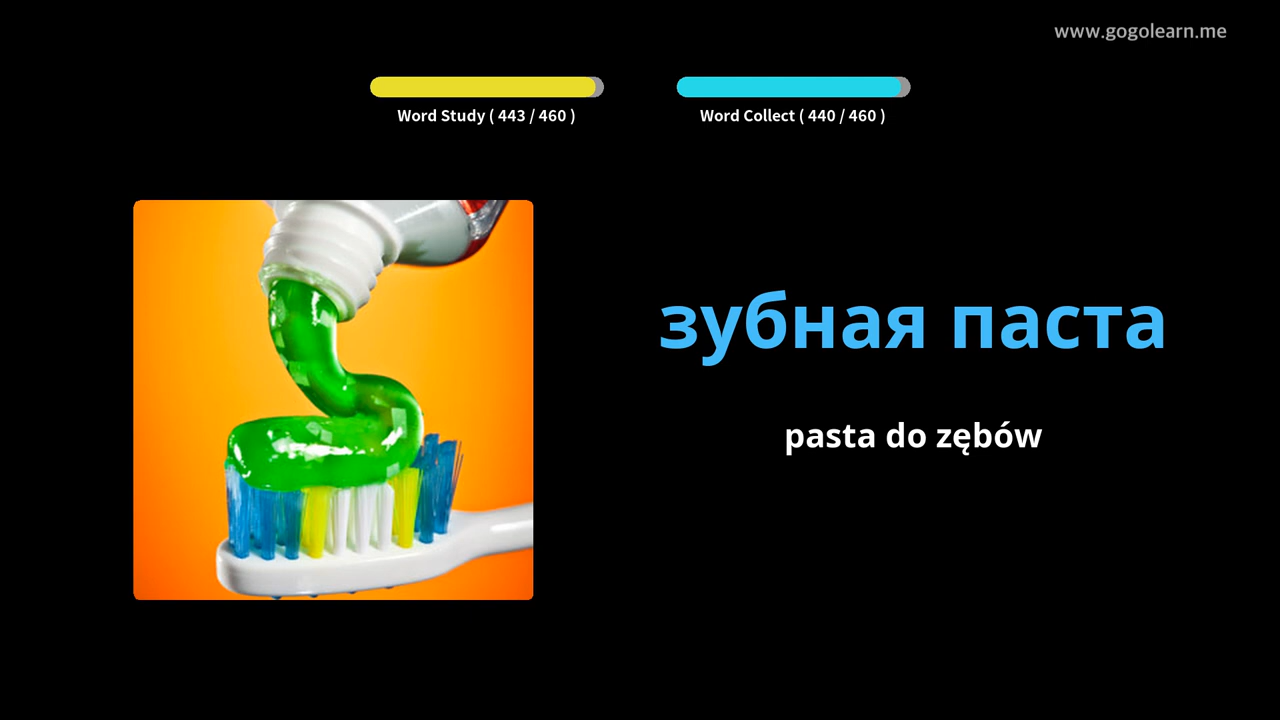 www.gogolearn.me
Word Study ( 443 / 460 )
Word Collect ( 440 / 460 )
зубная паста
pasta do zębów